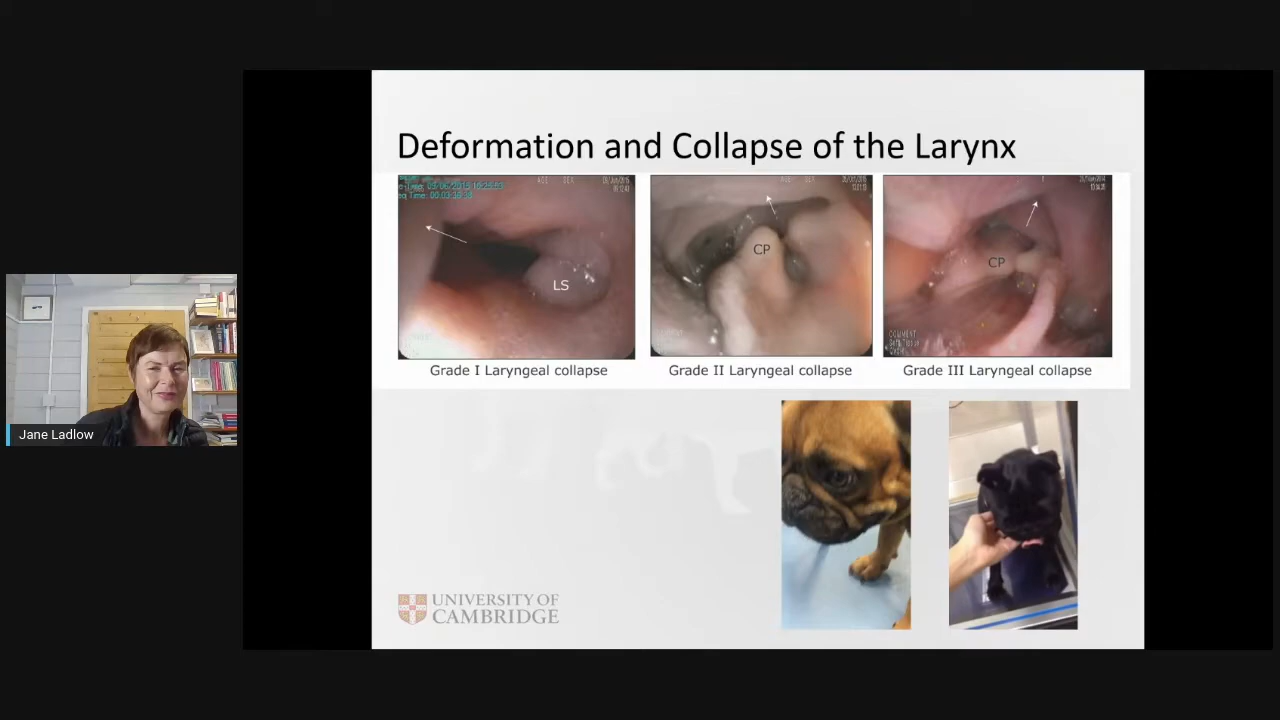 Deformation and Collapse of the Larynx
LS
CP
CP
Grade I Laryngeal collapse
Grade II Laryngeal collapse
Grade III Laryngeal collapse
Jane Ladlow
UNIVERSITY OF
CAMBRIDGE